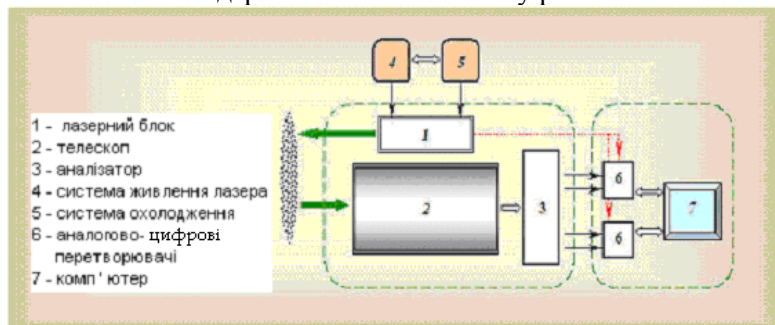 4
5
1 - лазерний блок
2 - телескоп
3 - аналізатор
4 - система живлення лазера
5 - система охолодження
6 - аналогово- цифрові
перетворювачі
7 - комп ' ютер
1
2
3
6
6
7